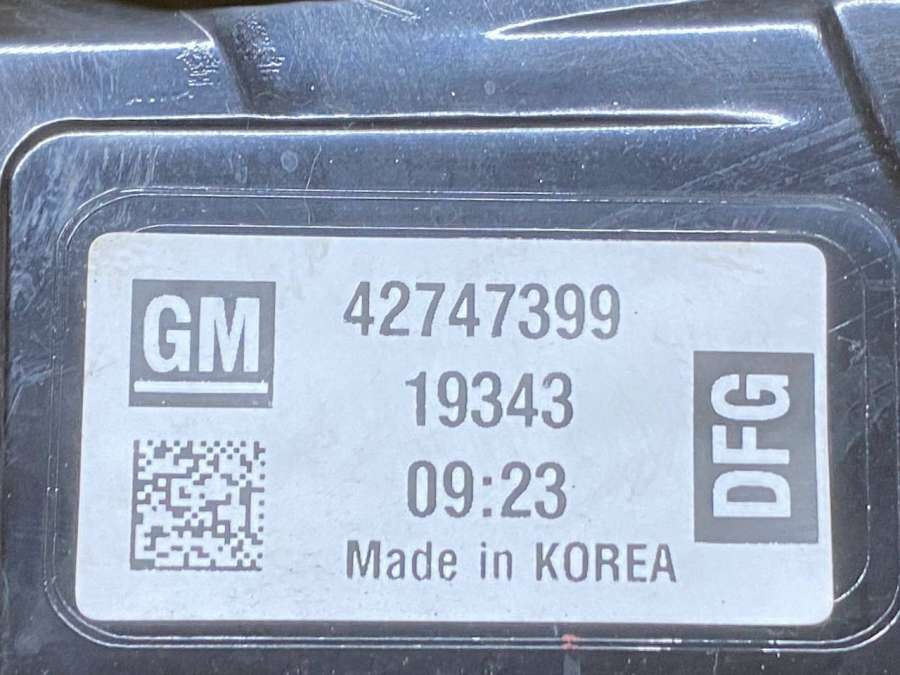 GM
42747399
19343
09:23
Made in KOREA
DFG